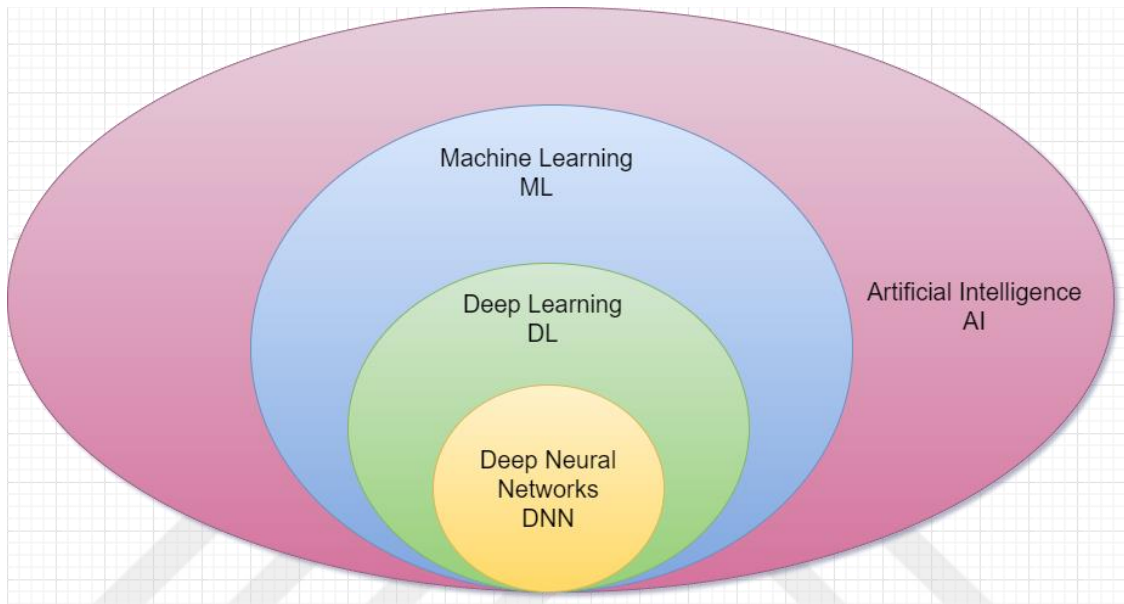 Machine Learning
ML
Artificial Intelligence
AI
Deep Learning
DL
Deep Neural
Networks
DNN